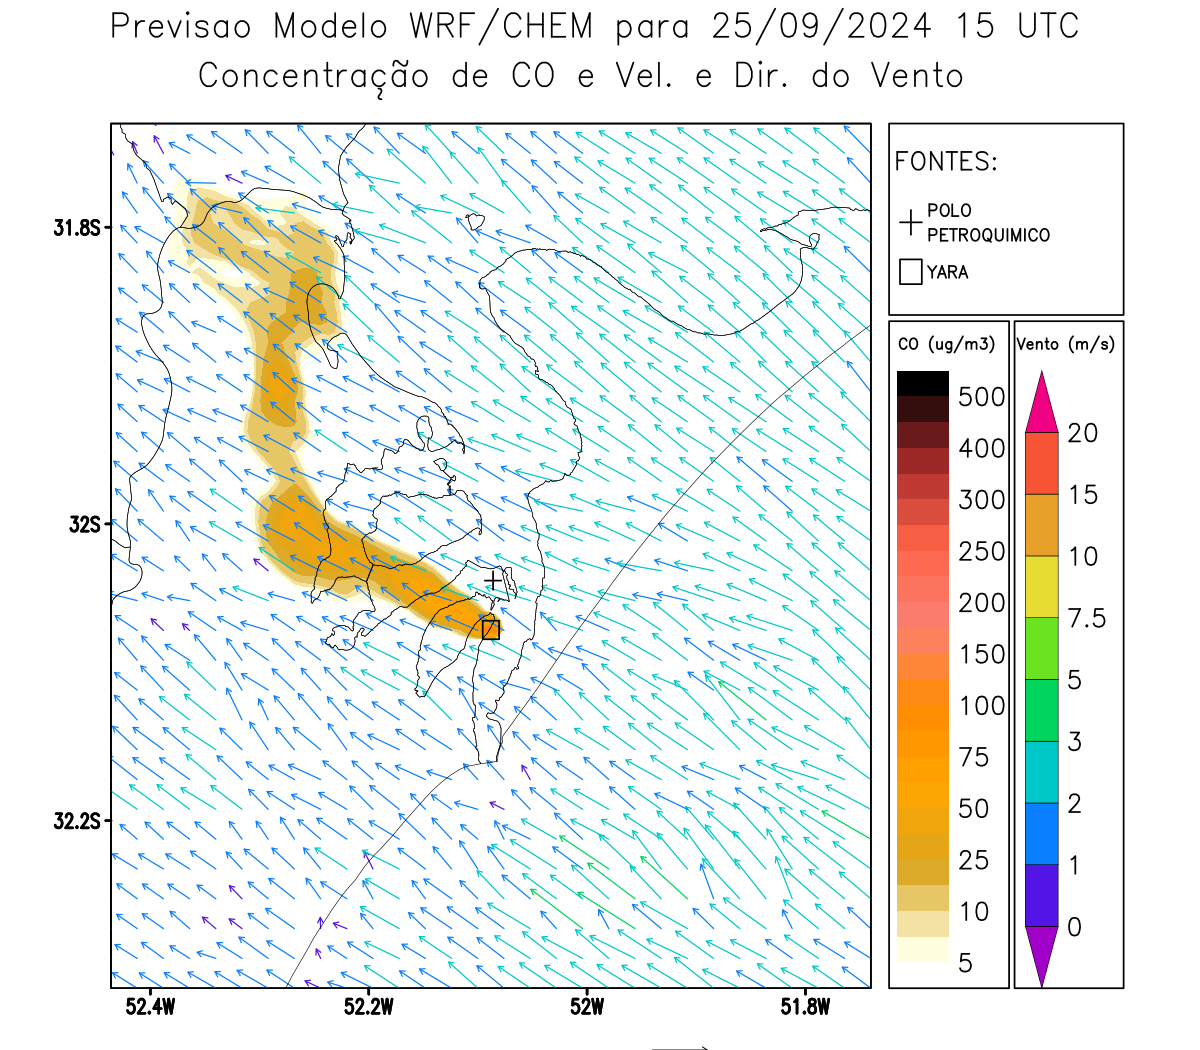 Previsao Modelo WRF/CHEM para 25/09/2024 15 UTC
Concentração de CO e Vel. e Dir. do Vento
FONTES:
POLO
PETROQUIMICO
YARA
CO (ug/m3)
500
400
300
250
200
150
100
75
50
25
10
5
Vento (m/s)
20
15
10
7.5
5
3
2
1
0
31.8S
32S
32.2S
52.4W
52.2W
52W
51.8W